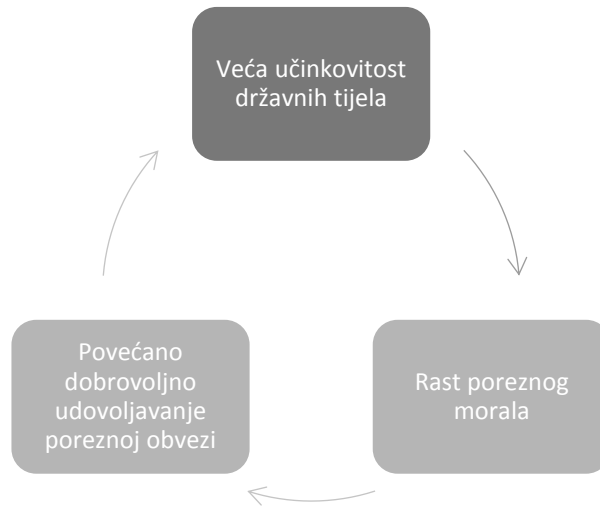 Veća učinkovitost
državnih tijela
Rast poreznog
morala
Povećano
dobrovoljno
udovoljavanje
poreznoj obvezi